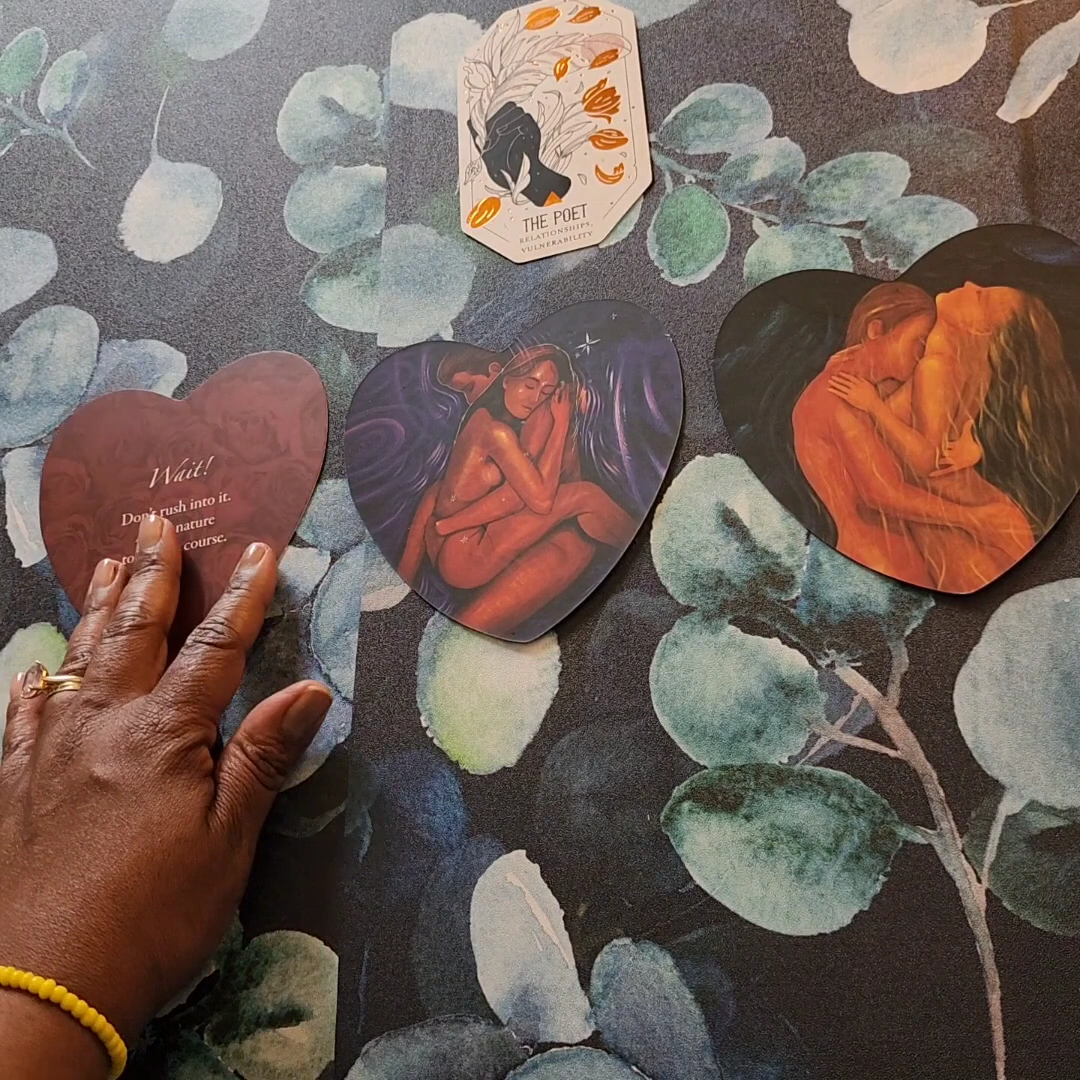 THE POET
RELATIONSHIPS,
VULNERABILITY
Wait!
Don't rush into it.
nature
course.